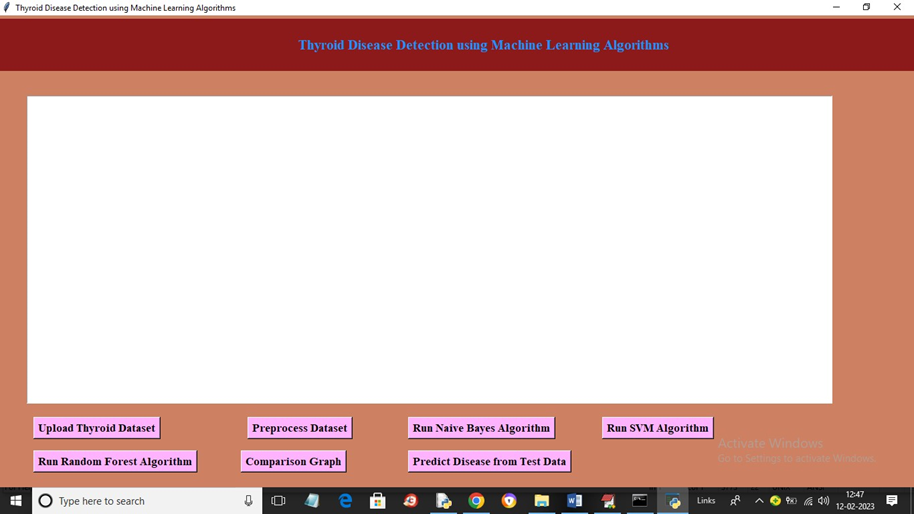 Thyroid Disease Detection using Machine Learning Algorithms
Thyroid Disease Detection using Machine Learning Algorithms
Upload Thyroid Dataset
Preprocess Dataset
Run Naive Bayes Algorithm
Run SVM Algorithm
Activate Windows
Go to Settings to activate Windows.
Run Random Forest Algorithm
Comparison Graph
Predict Disease from Test Data
Type here to search
Links
12:47
12-02-2023